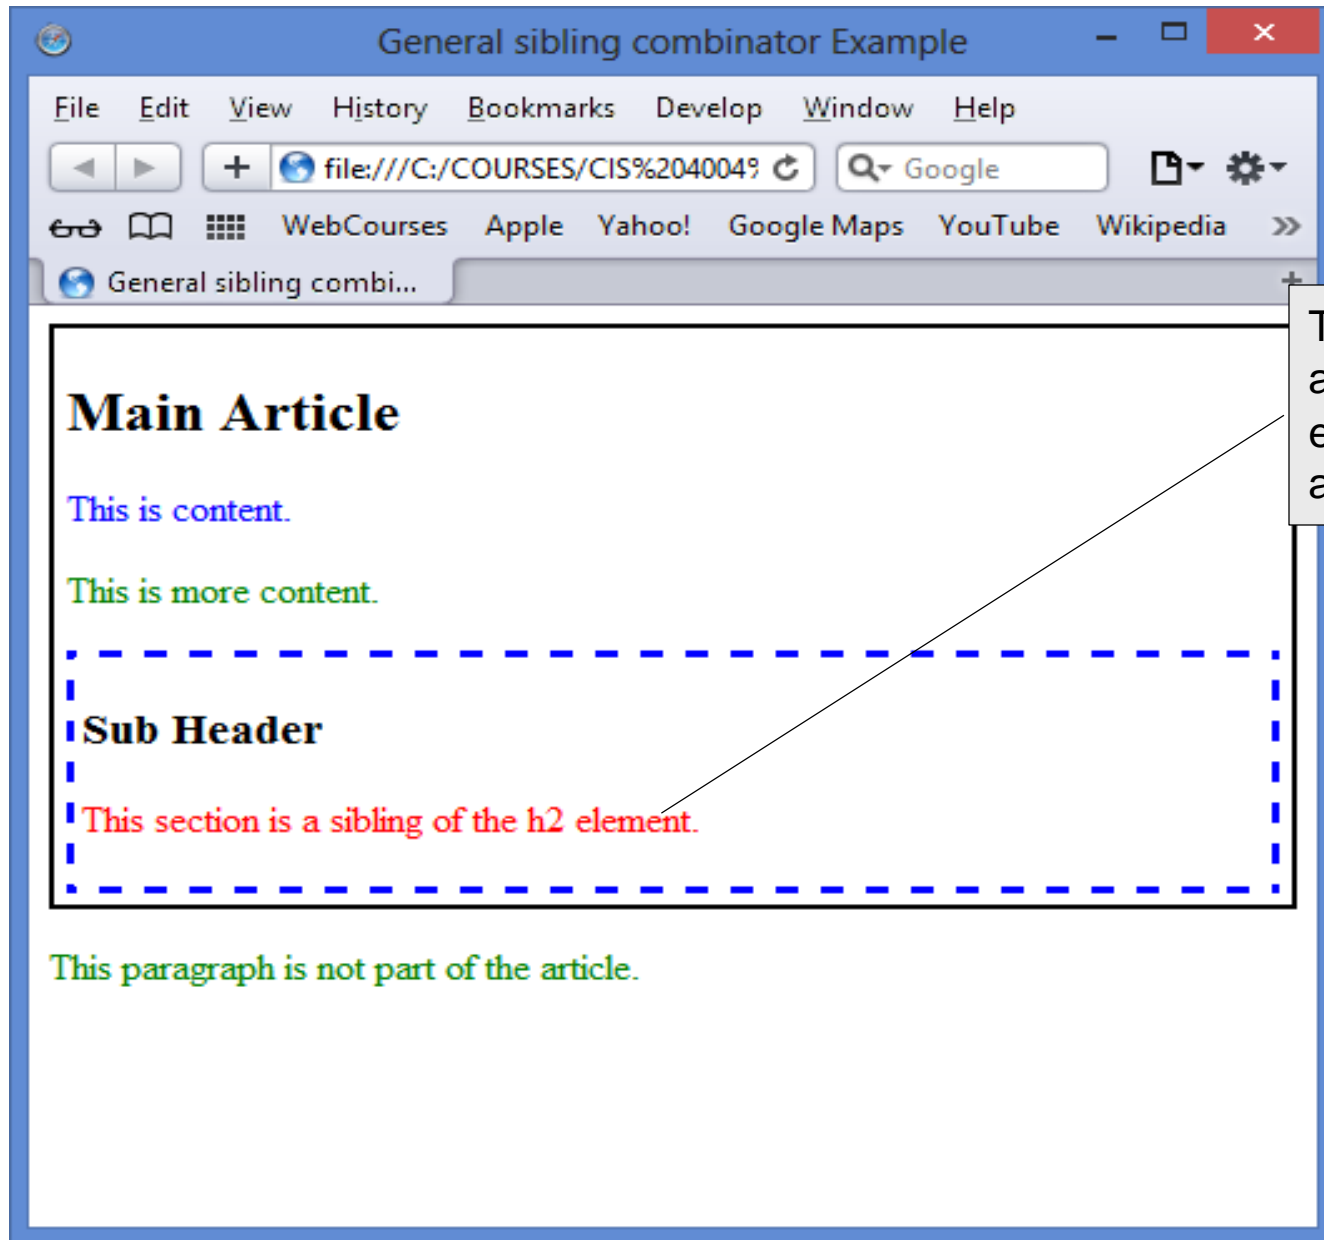 General sibling combinator Example
File Edit View History Bookmarks Develop Window Help
file:///C:/COURSES/CIS%204004% Google
WebCourses Apple Yahoo! Google Maps YouTube Wikipedia
General sibling combi...
Main Article
This is content.
This is more content.
Sub Header
This section is a sibling of the h2 element.
This paragraph is not part of the article.